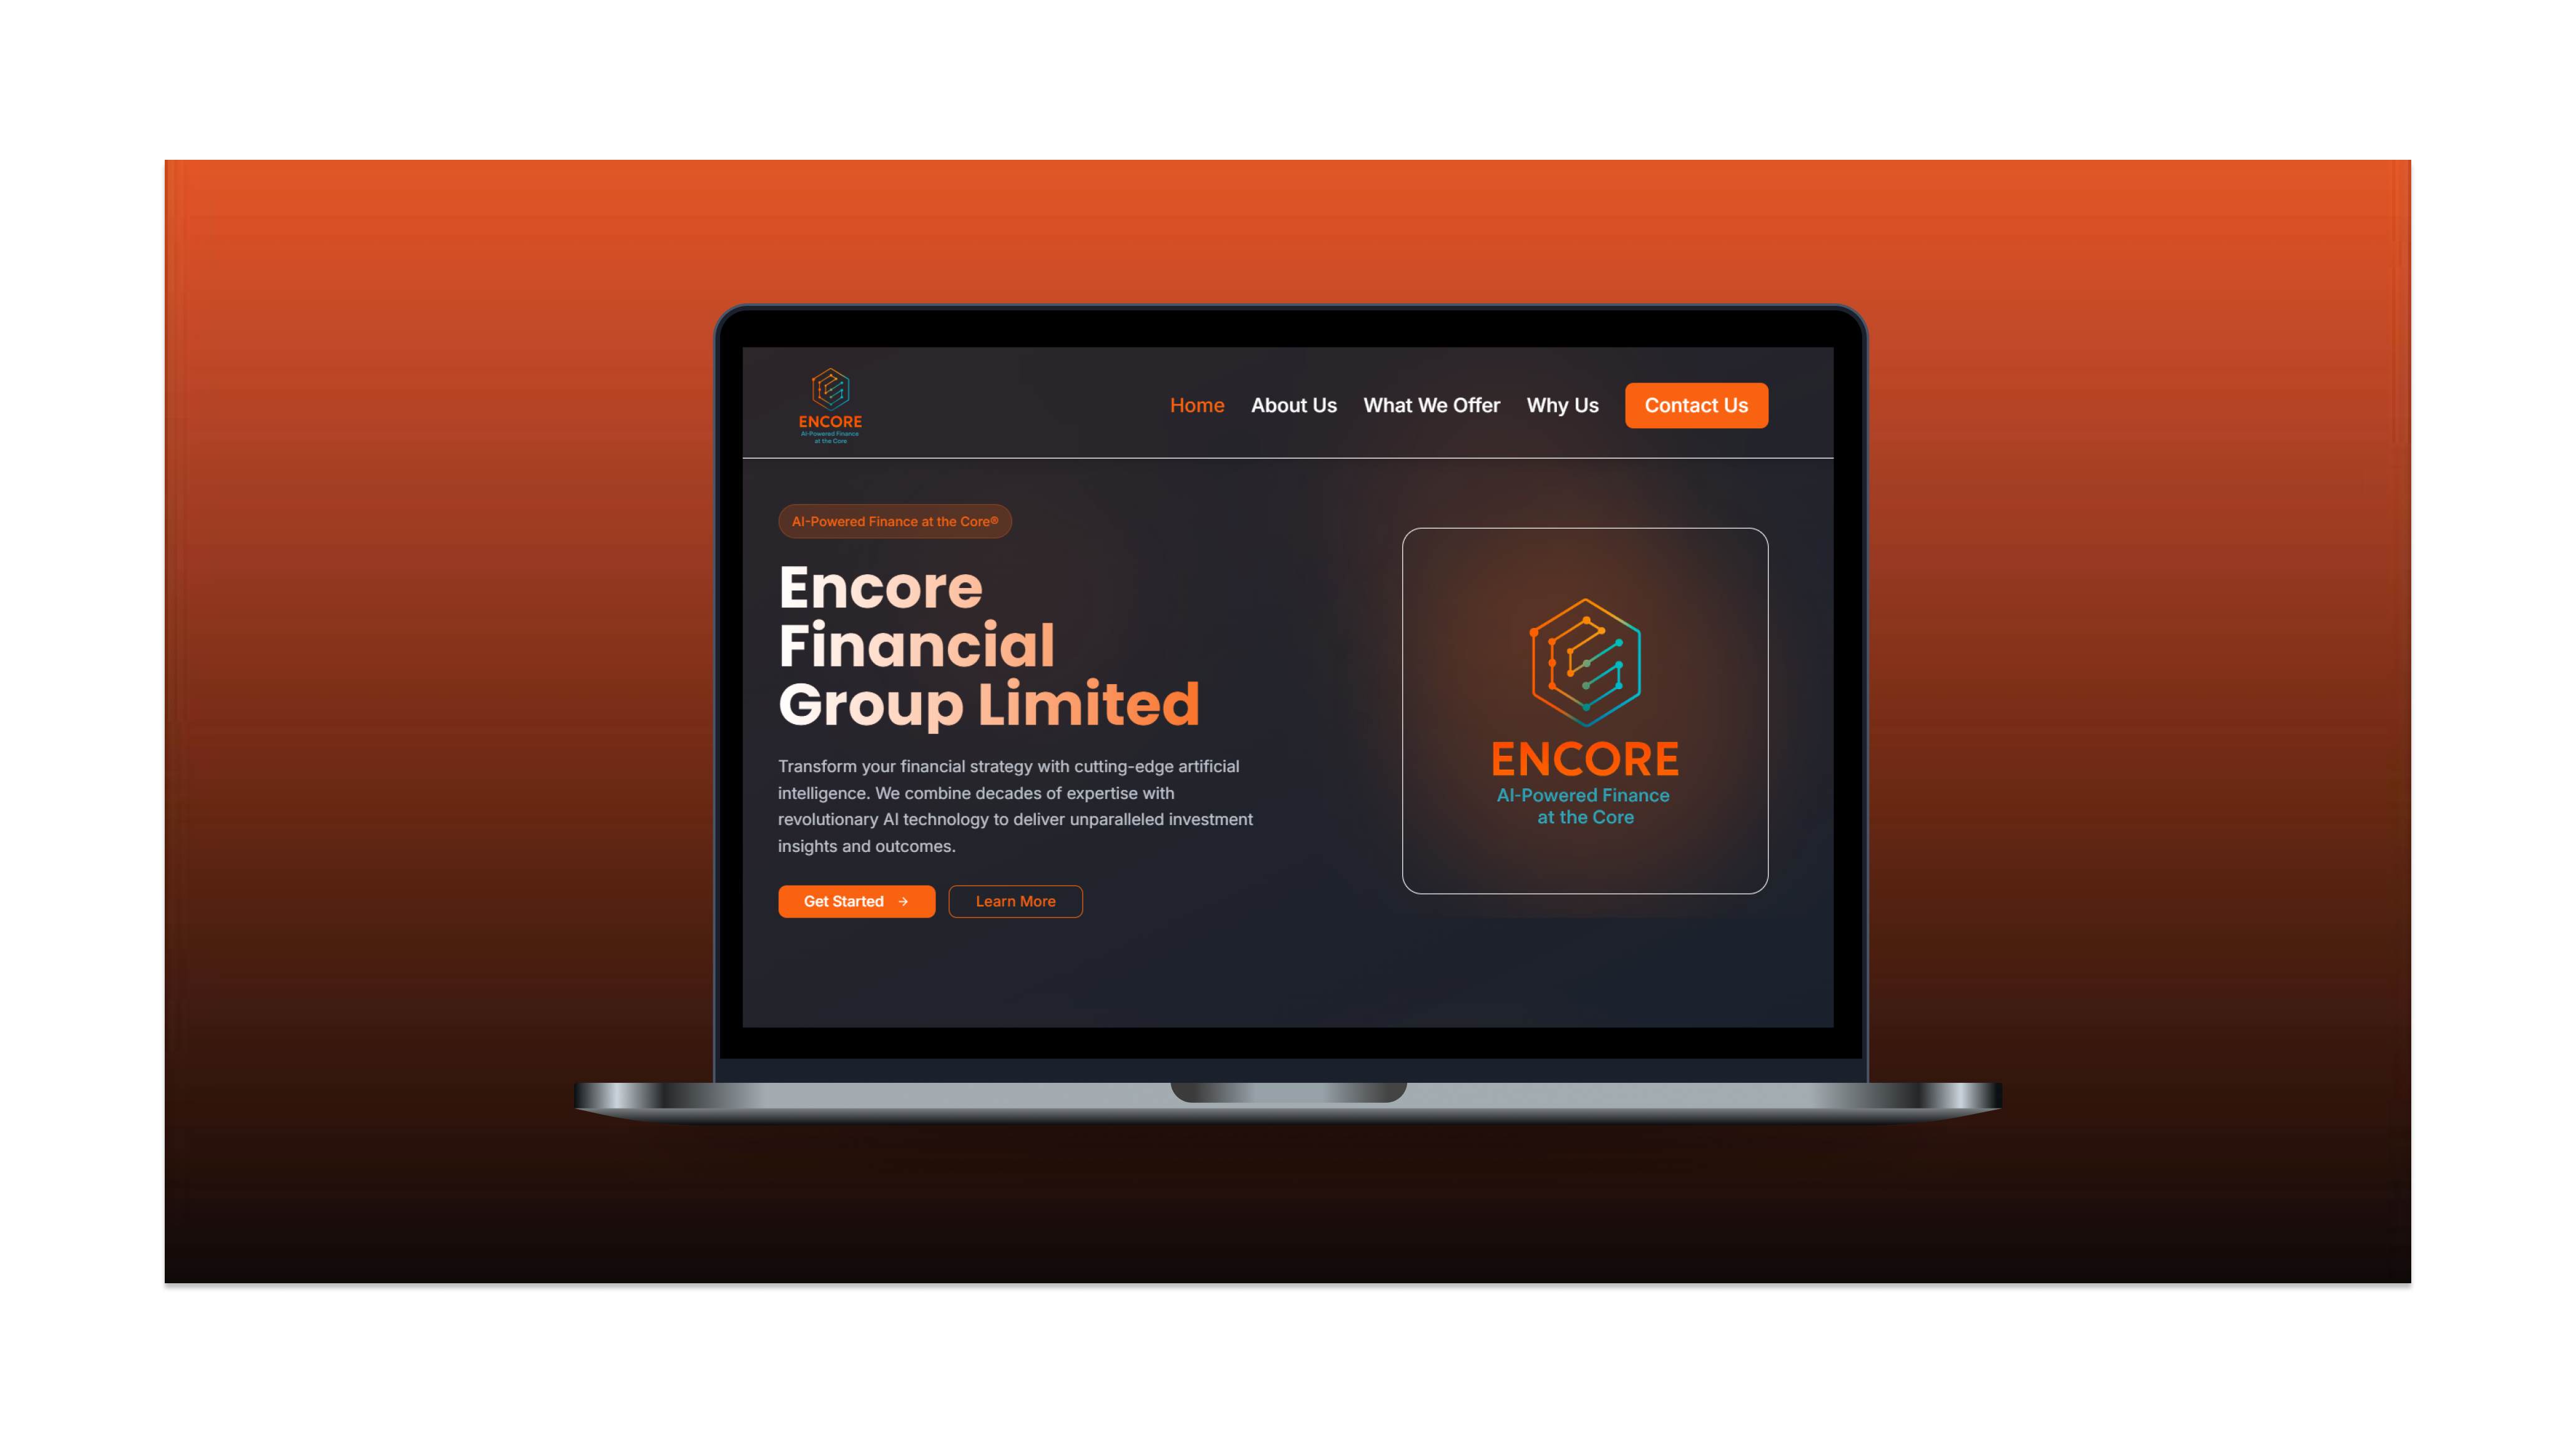 ENCORE
AI-Powered Finance
at the Core
Home About Us What We Offer Why Us Contact Us
AI-Powered Finance at the Core®
Encore
Financial
Group Limited
Transform your financial strategy with cutting-edge artificial
intelligence. We combine decades of expertise with
revolutionary AI technology to deliver unparalleled investment
insights and outcomes.
Get Started →
Learn More
ENCORE
AI-Powered Finance
at the Core